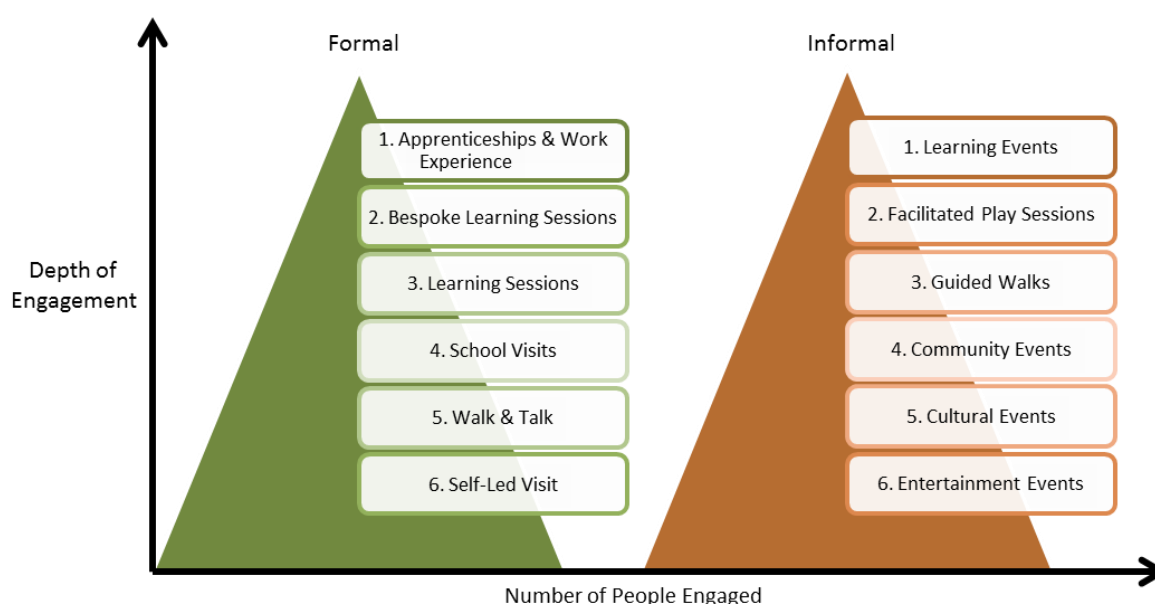 Formal
Informal
1. Apprenticeships & Work
Experience
2. Bespoke Learning Sessions
3. Learning Sessions
4. School Visits
5. Walk & Talk
6. Self-Led Visit
1. Learning Events
2. Facilitated Play Sessions
3. Guided Walks
4. Community Events
5. Cultural Events
6. Entertainment Events
Depth of
Engagement
Number of People Engaged